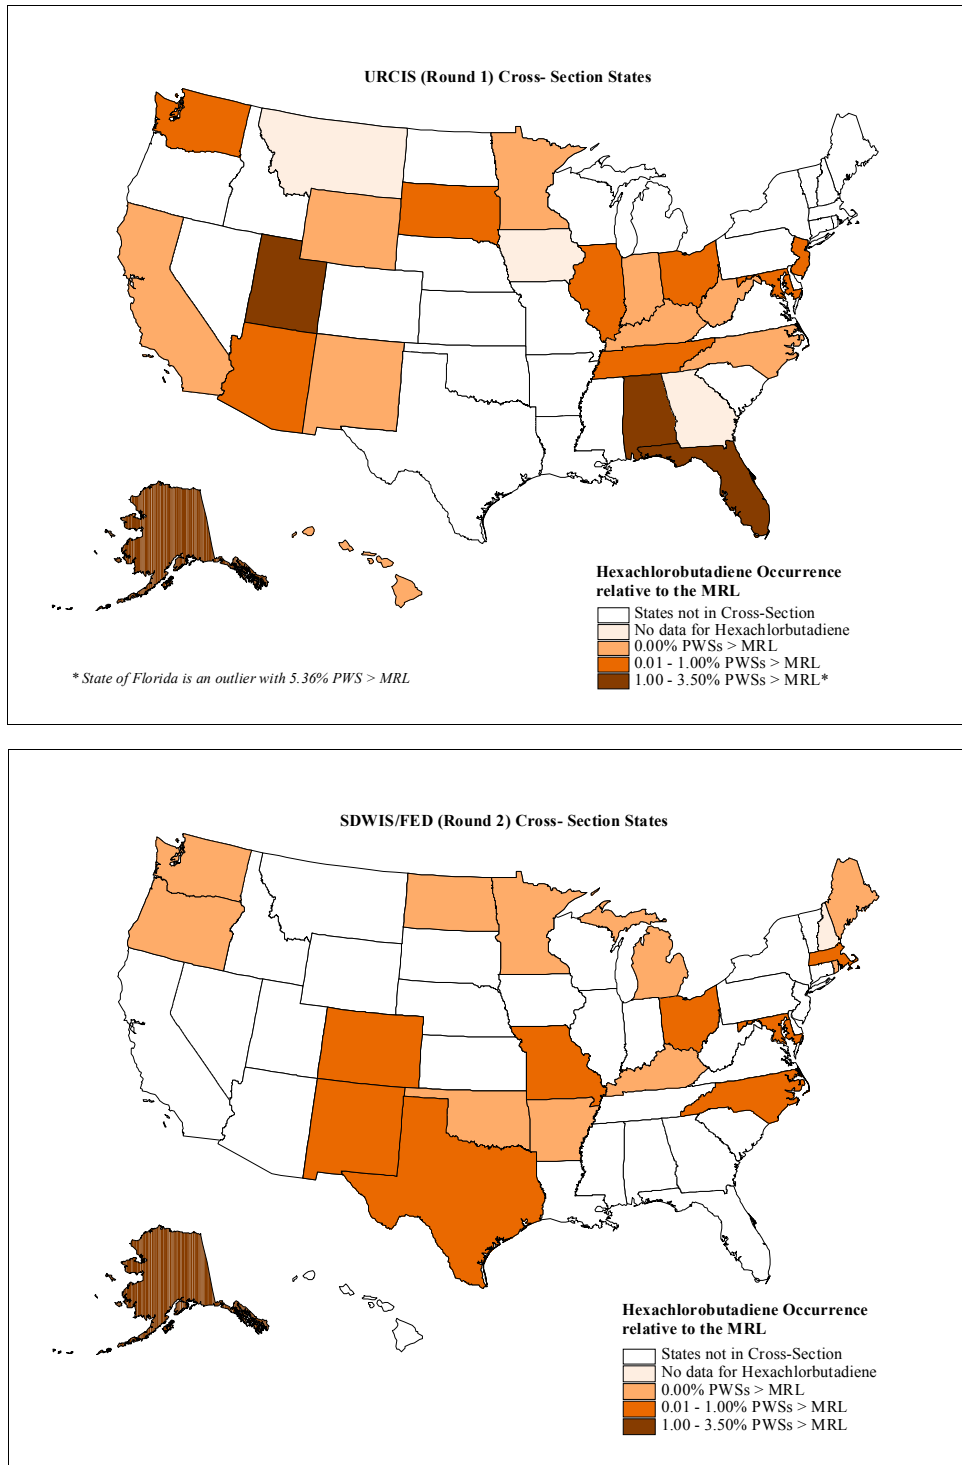 URCIS (Round 1) Cross- Section States
Hexachlorobutadiene Occurrence
relative to the MRL
States not in Cross-Section
No data for Hexachlorbutadiene
0.00% PWSs > MRL
0.01 - 1.00% PWSs > MRL
1.00 - 3.50% PWSs > MRL*
* State of Florida is an outlier with 5.36% PWS > MRL
SDWIS/FED (Round 2) Cross- Section States
Hexachlorobutadiene Occurrence
relative to the MRL
States not in Cross-Section
No data for Hexachlorbutadiene
0.00% PWSs > MRL
0.01 - 1.00% PWSs > MRL
1.00 - 3.50% PWSs > MRL